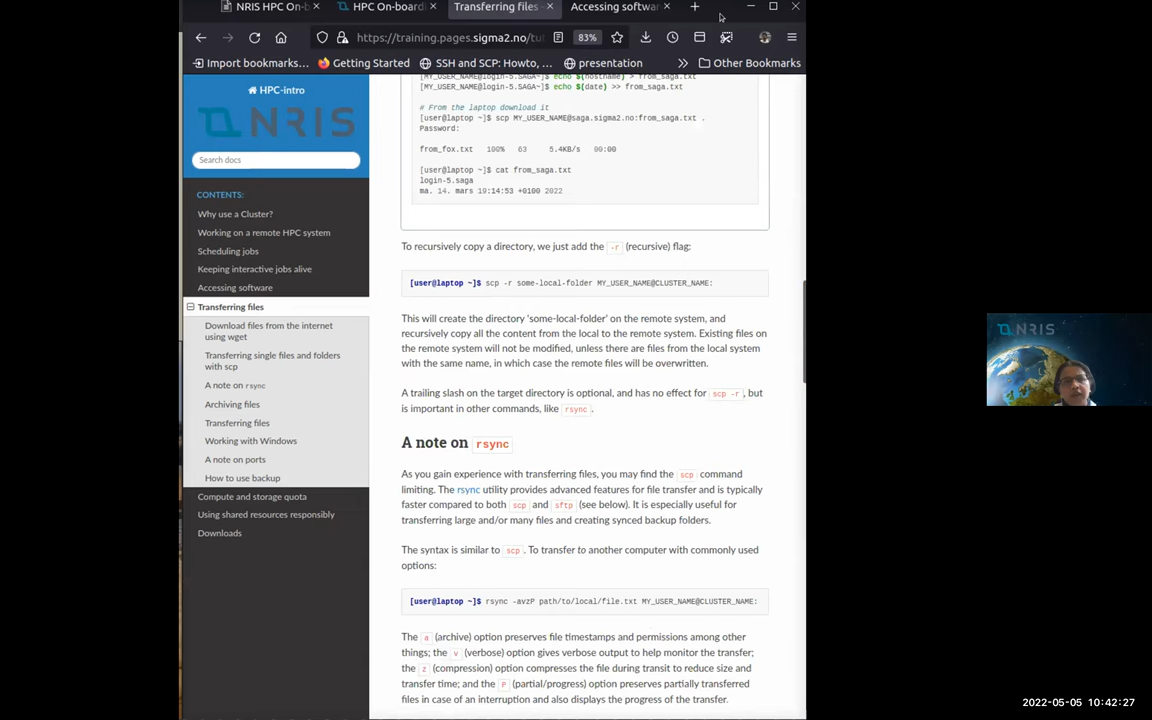 NRIS HPC On-b
HPC On-boardi
Transferring files
Accessing softwar
https://training.pages.sigma2.no/tut
83%
Import bookmarks...
Getting Started
SSH and SCP: Howto, ...
presentation
Other Bookmarks
HPC-intro
NRIS
Search docs
CONTENTS:
Why use a Cluster?
Working on a remote HPC system
Scheduling jobs
Keeping interactive jobs alive
Accessing software
Transferring files
Download files from the internet
using wget
Transferring single files and folders
with scp
A note on rsync
Archiving files
Transferring files
Working with Windows
A note on ports
How to use backup
Compute and storage quota
Using shared resources responsibly
Downloads
[MY_USER_NAME@login-5.SAGA~]$ echo $(hostname) > from_saga.txt
[MY_USER_NAME@login-5.SAGA~]$ echo $(date) >> from_saga.txt
# From the laptop download it
[user@laptop ~]$ scp MY_USER_NAME@saga.sigma2.no:from_saga.txt .
Password:
from_fox.txt 100% 63 5.4KB/s 00:00
[user@laptop ~]$ cat from_saga.txt
login-5.saga
ma. 14. mars 19:14:53 +0100 2022
To recursively copy a directory, we just add the -r (recursive) flag:
[user@laptop ~]$ scp -r some-local-folder MY_USER_NAME@CLUSTER_NAME:
This will create the directory 'some-local-folder' on the remote system, and
recursively copy all the content from the local to the remote system. Existing files on
the remote system will not be modified, unless there are files from the local system
with the same name, in which case the remote files will be overwritten.
A trailing slash on the target directory is optional, and has no effect for scp -r, but
is important in other commands, like rsync.
A note on rsync
As you gain experience with transferring files, you may find the scp command
limiting. The rsync utility provides advanced features for file transfer and is typically
faster compared to both scp and sftp (see below). It is especially useful for
transferring large and/or many files and creating synced backup folders.
The syntax is similar to scp. To transfer to another computer with commonly used
options:
[user@laptop ~]$ rsync -avzP path/to/local/file.txt MY_USER_NAME@CLUSTER_NAME:
The a (archive) option preserves file timestamps and permissions among other
things; the v (verbose) option gives verbose output to help monitor the transfer;
the z (compression) option compresses the file during transit to reduce size and
transfer time; and the P (partial/progress) option preserves partially transferred
files in case of an interruption and also displays the progress of the transfer.
NRIS
2022-05-05 10:42:27